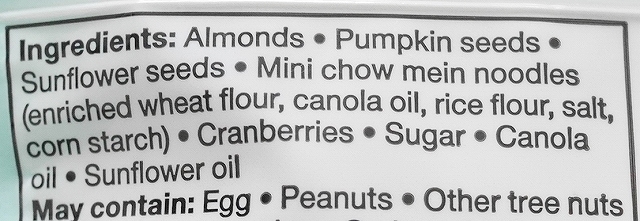 Ingredients: Almonds • Pumpkin seeds •
Sunflower seeds • Mini chow mein noodles
(enriched wheat flour, canola oil, rice flour, salt,
corn starch) • Cranberries • Sugar • Canola
oil • Sunflower oil
May contain: Egg • Peanuts • Other tree nuts